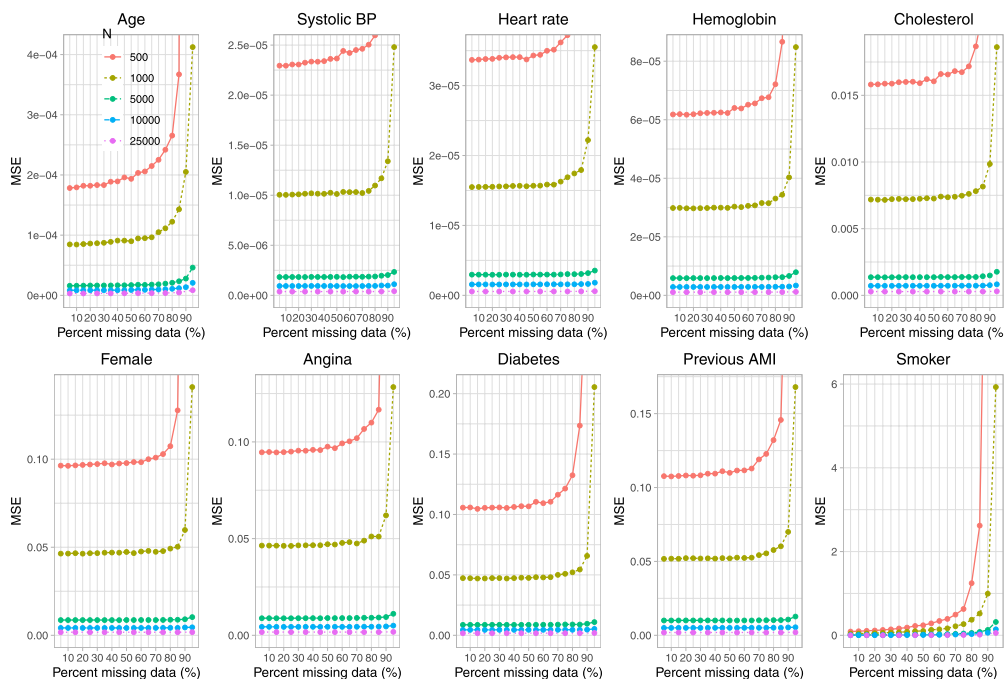 Age
N
500
1000
5000
10000
25000
MSE
4e−04
3e−04
2e−04
1e−04
0e+00
10 20 30 40 50 60 70 80 90
Percent missing data (%)
Systolic BP
MSE
2.5e−05
2.0e−05
1.5e−05
1.0e−05
5.0e−06
0.0e+00
10 20 30 40 50 60 70 80 90
Percent missing data (%)
Heart rate
MSE
3e−05
2e−05
1e−05
0e+00
10 20 30 40 50 60 70 80 90
Percent missing data (%)
Hemoglobin
MSE
8e−05
6e−05
4e−05
2e−05
0e+00
10 20 30 40 50 60 70 80 90
Percent missing data (%)
Cholesterol
MSE
0.015
0.010
0.005
0.000
10 20 30 40 50 60 70 80 90
Percent missing data (%)
Female
MSE
0.10
0.05
0.00
10 20 30 40 50 60 70 80 90
Percent missing data (%)
Angina
MSE
0.10
0.05
0.00
10 20 30 40 50 60 70 80 90
Percent missing data (%)
Diabetes
MSE
0.20
0.15
0.10
0.05
0.00
10 20 30 40 50 60 70 80 90
Percent missing data (%)
Previous AMI
MSE
0.15
0.10
0.05
0.00
10 20 30 40 50 60 70 80 90
Percent missing data (%)
Smoker
MSE
6
4
2
0
10 20 30 40 50 60 70 80 90
Percent missing data (%)